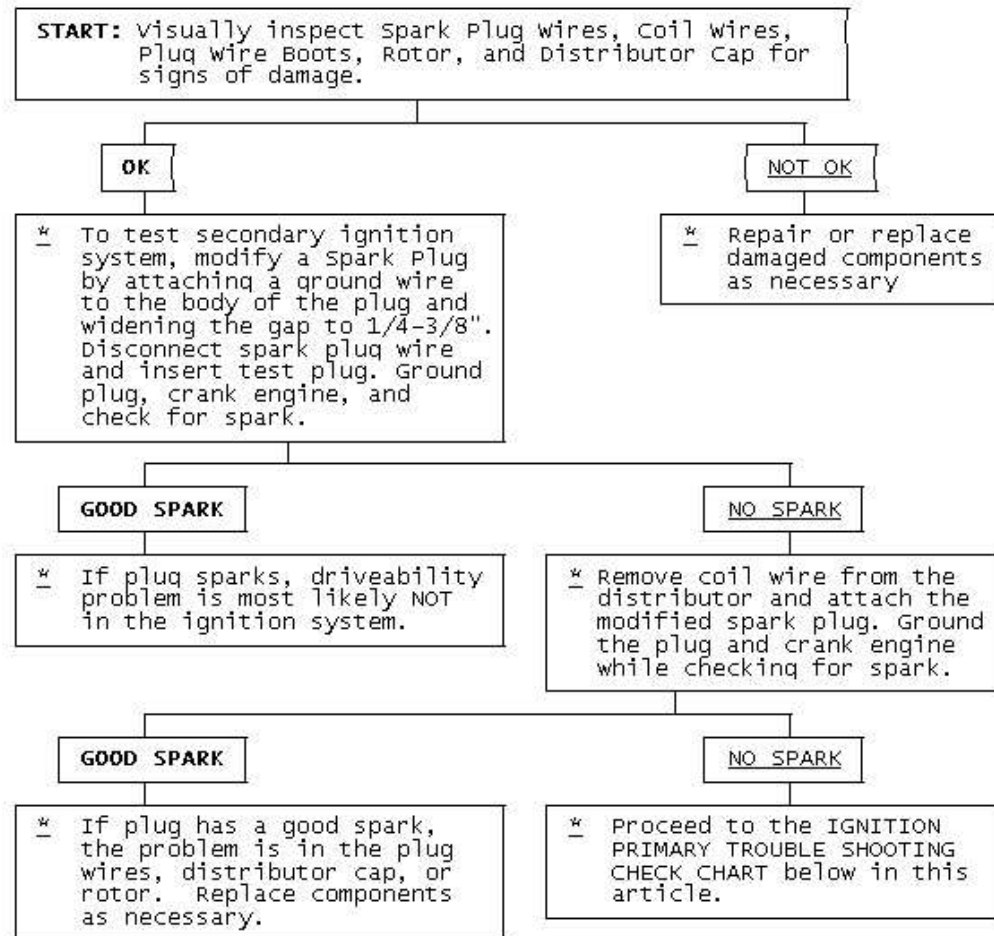 START: Visually inspect Spark Plug Wires, Coil Wires,
Plug Wire Boots, Rotor, and Distributor Cap for
signs of damage.
OK
NOT OK
* To test secondary ignition
system, modify a Spark Plug
by attaching a ground wire
to the body of the plug and
widening the gap to 1/4-3/8".
Disconnect spark plug wire
and insert test plug. Ground
plug, crank engine, and
check for spark.
* Repair or replace
damaged components
as necessary
GOOD SPARK
NO SPARK
* If plug sparks, driveability
problem is most likely NOT
in the ignition system.
* Remove coil wire from the
distributor and attach the
modified spark plug. Ground
the plug and crank engine
while checking for spark.
GOOD SPARK
NO SPARK
* If plug has a good spark,
the problem is in the plug
wires, distributor cap, or
rotor. Replace components
as necessary.
* Proceed to the IGNITION
PRIMARY TROUBLE SHOOTING
CHECK CHART below in this
article.